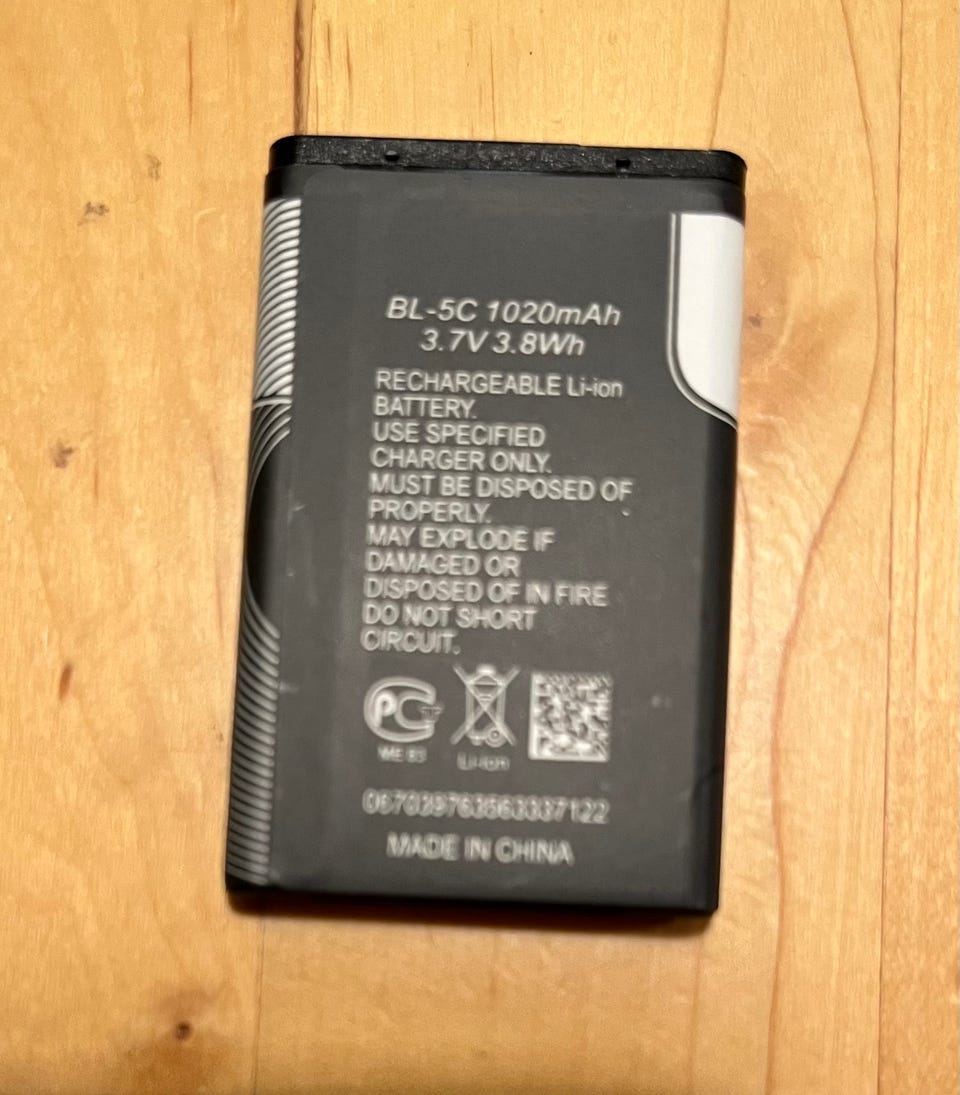 BL-5C 1020mAh
3.7V 3.8Wh
RECHARGEABLE Li-ion
BATTERY.
USE SPECIFIED
CHARGER ONLY.
MUST BE DISPOSED OF
PROPERLY.
MAY EXPLODE IF
DAMAGED OR
DISPOSED OF IN FIRE
DO NOT SHORT
CIRCUIT.
PC
Li-ion
0670397635633337122
MADE IN CHINA